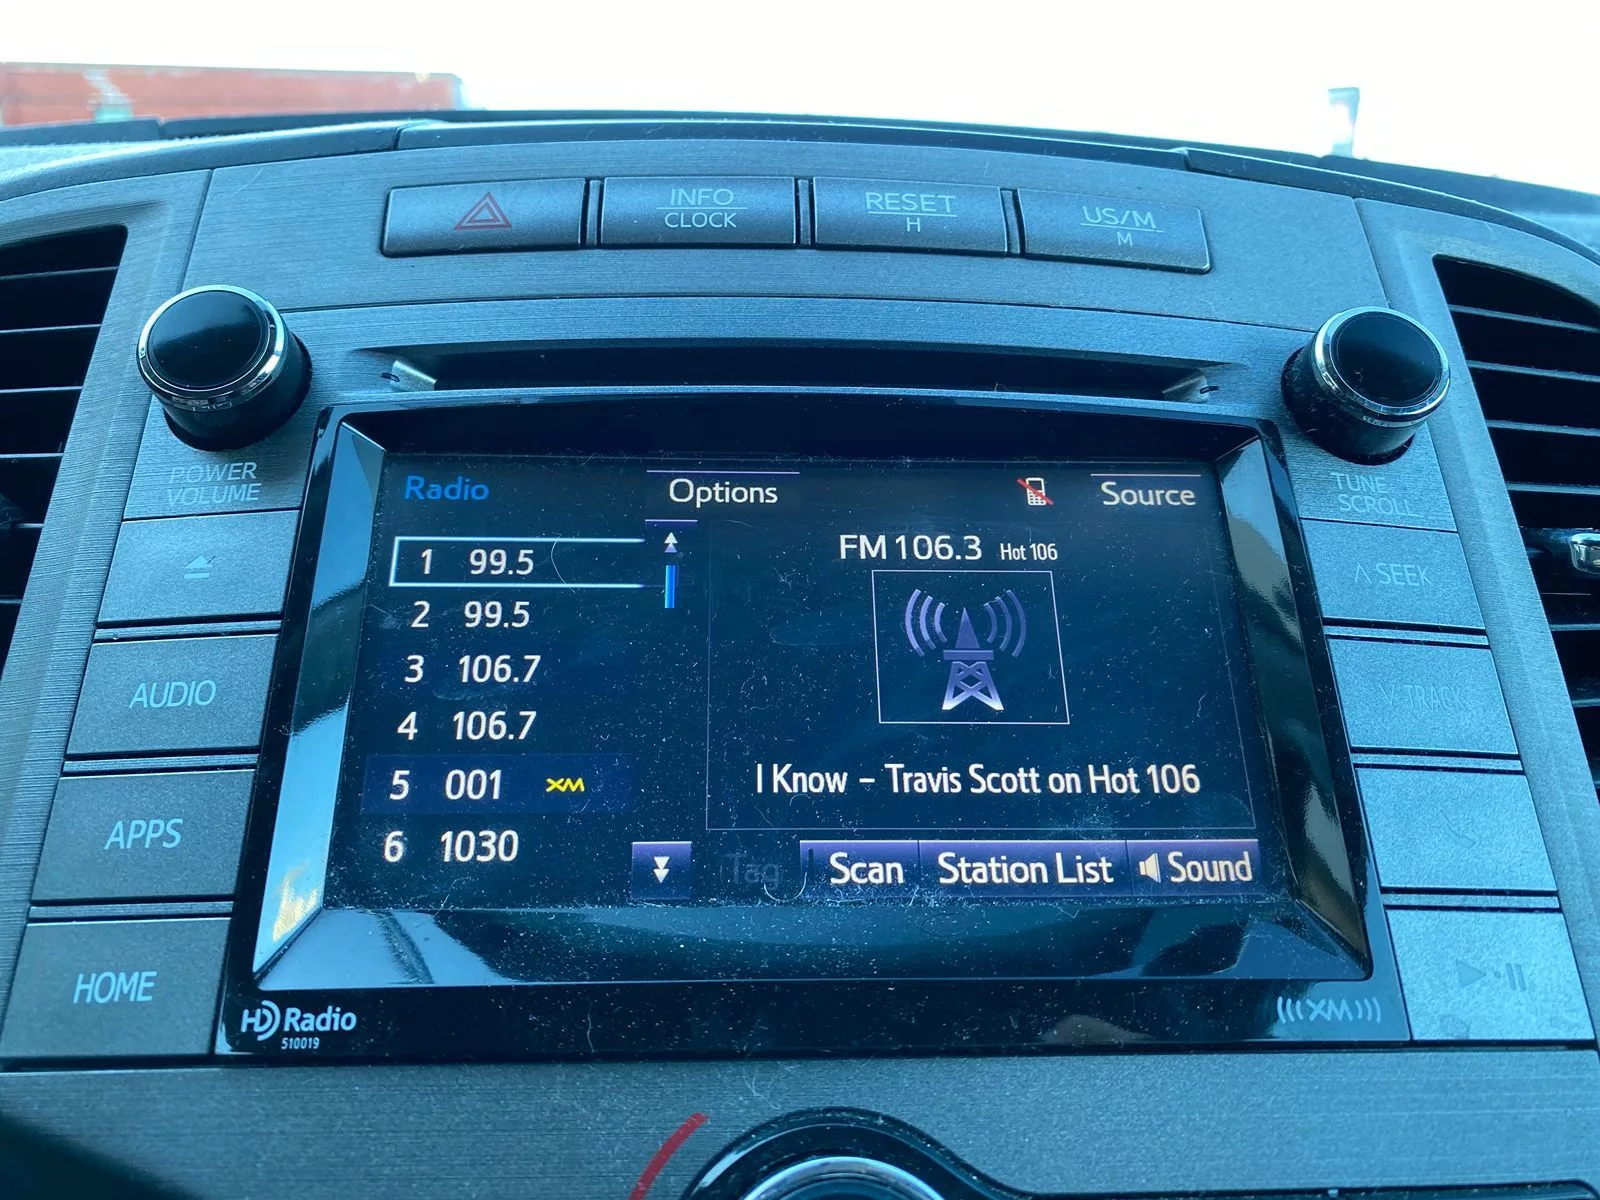 INFO
CLOCK
RESET
H
US/M
M
POWER
VOLUME
TUNE
SCROLL
Radio
Options
Source
1 99.5
2 99.5
3 106.7
4 106.7
5 001 XM
6 1030
FM 106.3 Hot 106
I Know – Travis Scott on Hot 106
Tag
Scan
Station List
Sound
AUDIO
APPS
HOME
∧ SEEK
TRACK
HD Radio
510019
(((XM)))